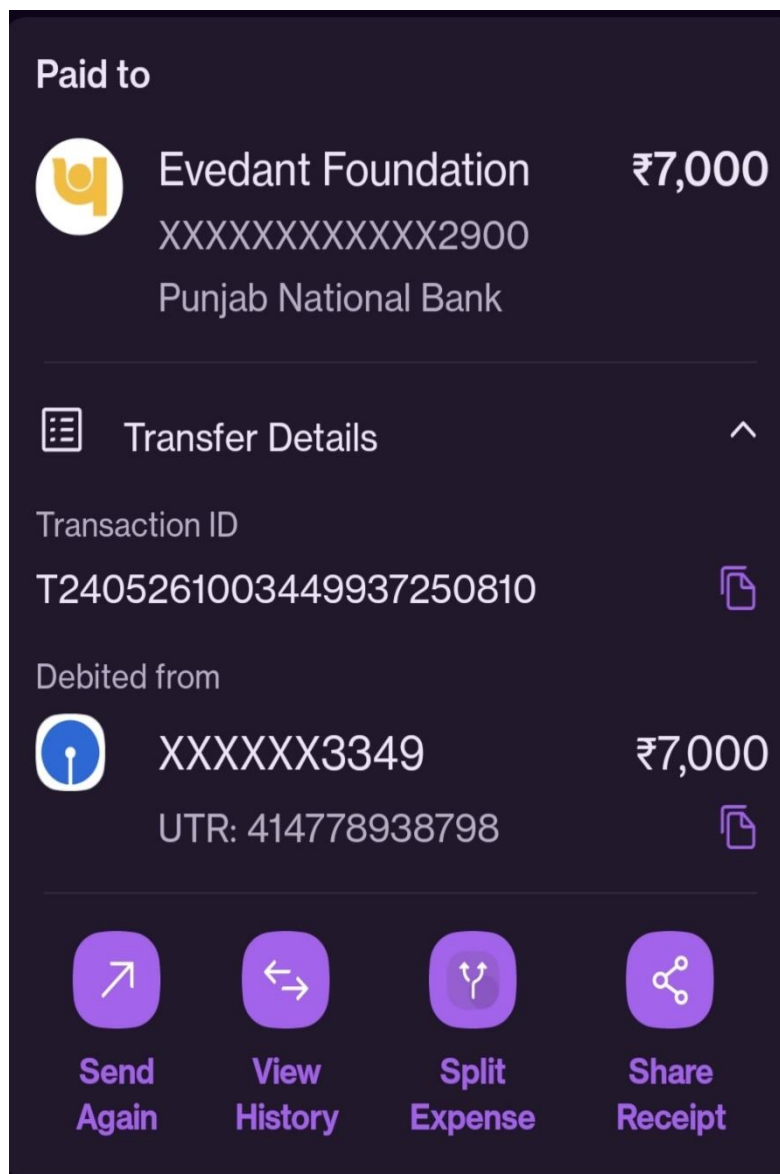 Paid to
Evedant Foundation ₹7,000
XXXXXXXXXXXX2900
Punjab National Bank
Transfer Details
Transaction ID
T2405261003449937250810
Debited from
XXXXXX3349 ₹7,000
UTR: 414778938798
Send Again
View History
Split Expense
Share Receipt